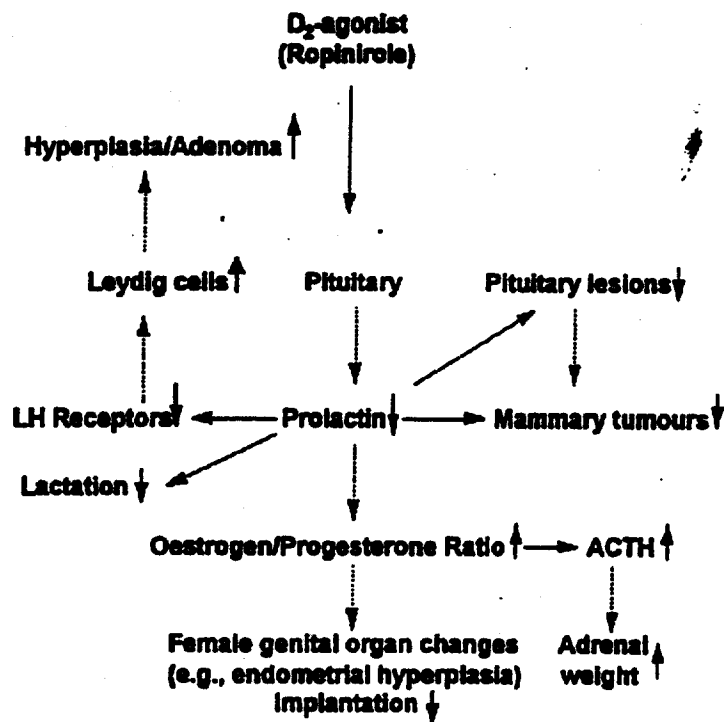 D₂-agonist
(Ropinirole)
Hyperplasia/Adenoma ↑
Leydig cells ↑
Pituitary
Pituitary lesions ↓
LH Receptors ↓
Prolactin ↓
Mammary tumours ↓
Lactation ↓
Oestrogen/Progesterone Ratio ↑
ACTH ↑
Female genital organ changes
(e.g., endometrial hyperplasia)
Implantation ↓
Adrenal
weight ↑